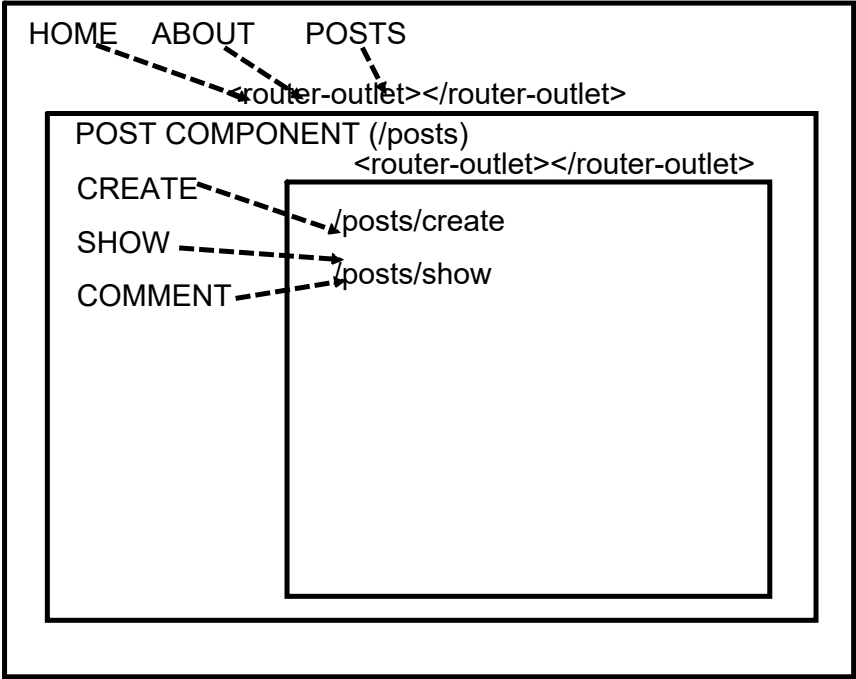 HOME ABOUT POSTS
<router-outlet></router-outlet>
POST COMPONENT (/posts)
<router-outlet></router-outlet>
CREATE
/posts/create
SHOW
/posts/show
COMMENT